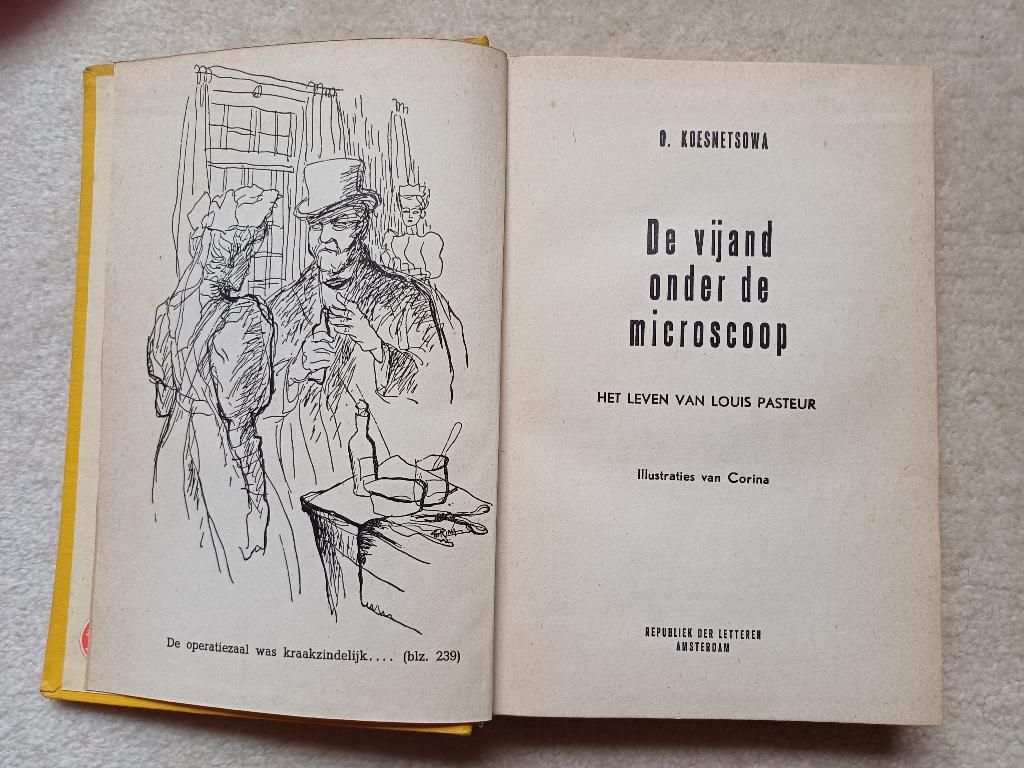 De operatiezaal was kraakzindelijk.... (blz. 239)
O. KOESNETSOWA
De vijand
onder de
microscoop
HET LEVEN VAN LOUIS PASTEUR
Illustraties van Corina
REPUBLIEK DER LETTEREN
AMSTERDAM